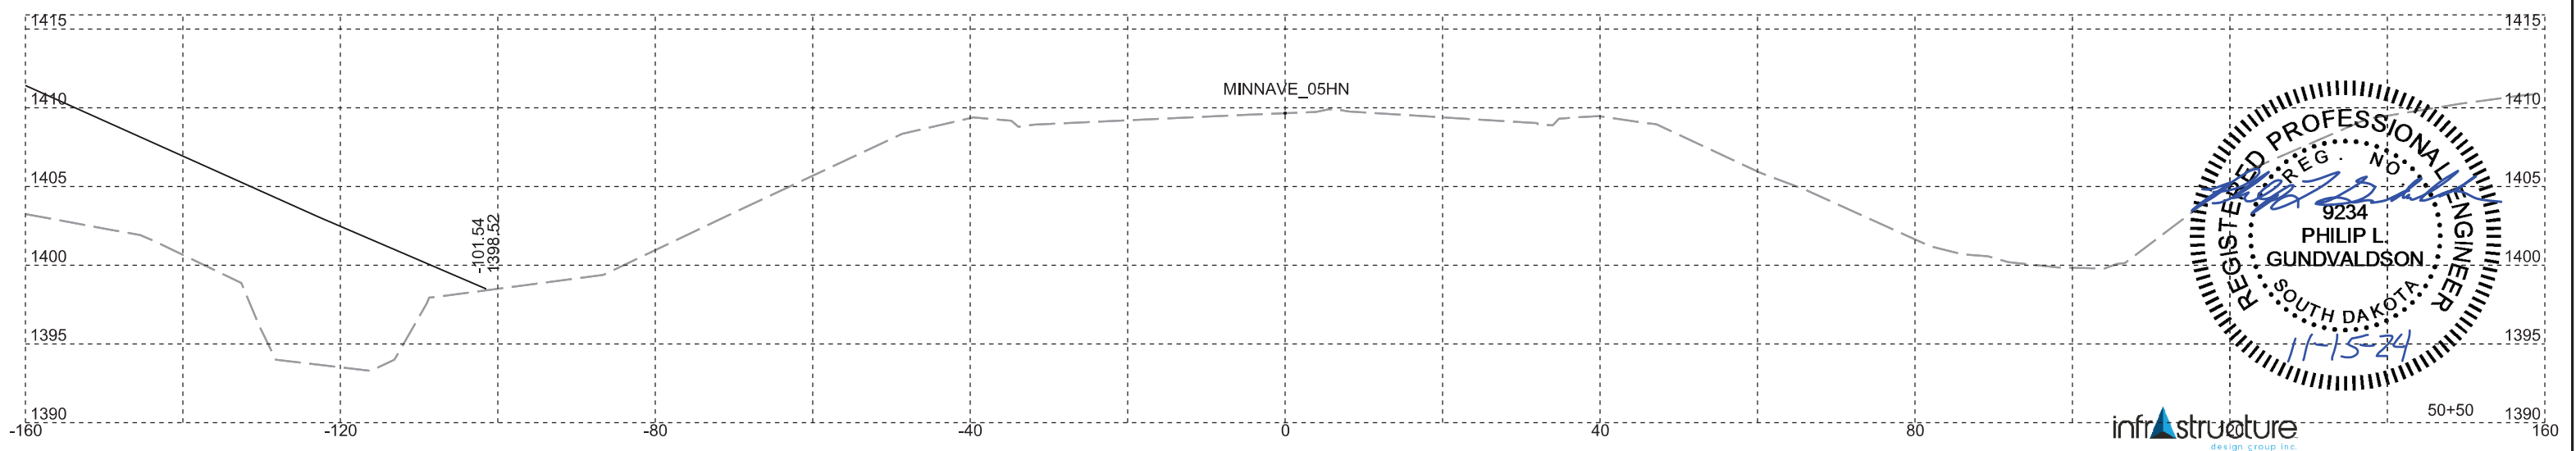 1415 1415
MINNAVE_05HN
1410 1410
REGISTERED PROFESSIONAL ENGINEER
REG. NO.
1405 1405
9234
PHILIP L.
GUNDVALDSON
SOUTH DAKOTA
-101.54
1398.52
1400 1400
1395 1395
11-15-24
1390 1390
50+50
-160 -120 -80 -40 0 40 80 120 160
infrastructure
design group inc.